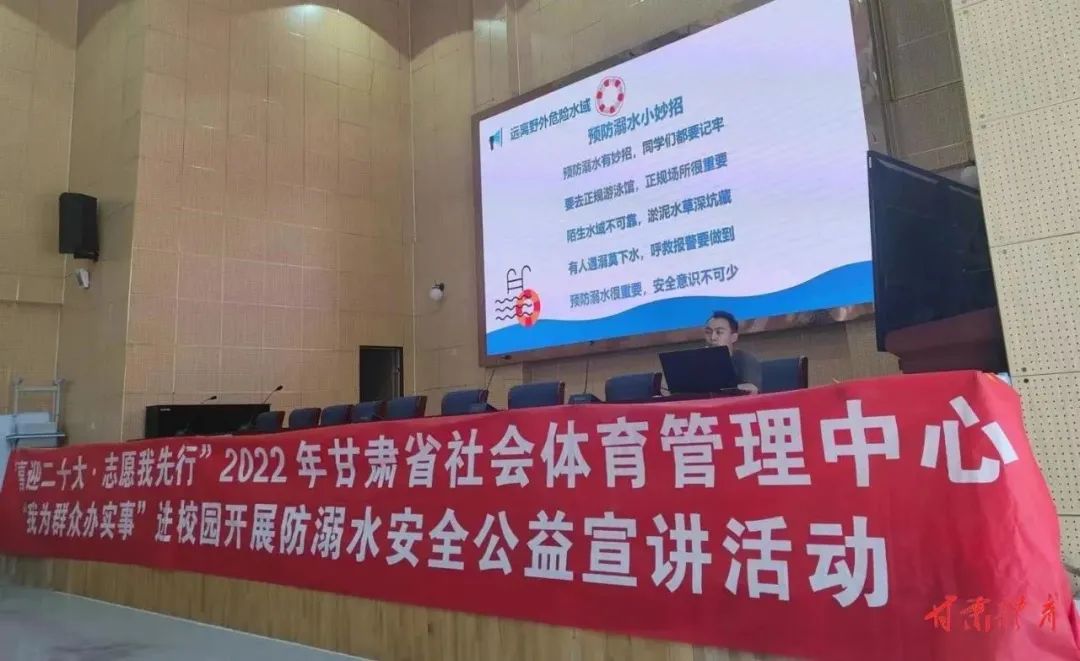 远离野外危险水域
预防溺水小妙招
预防溺水有妙招，同学们都要记牢
要去正规游泳馆，正规场所很重要
陌生水域不可靠，淤泥水草深坑藏
有人遇溺莫下水，呼救报警要做到
预防溺水很重要，安全意识不可少
“喜迎二十大·志愿我先行”2022年甘肃省社会体育管理中心
“我为群众办实事”进校园开展防溺水安全公益宣讲活动
甘肃体育